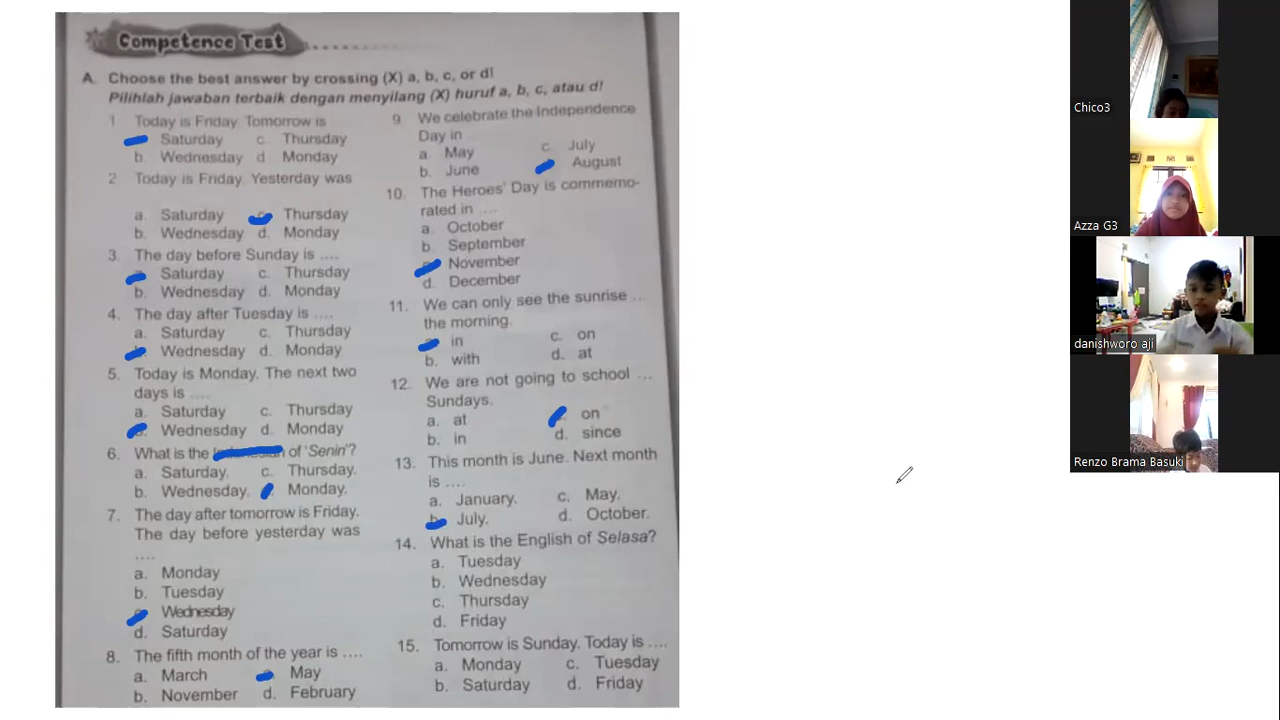 Competence Test
A. Choose the best answer by crossing (X) a, b, c, or d!
Pilihlah jawaban terbaik dengan menyilang (X) huruf a, b, c, atau d!
1 Today is Friday Tomorrow is
Saturday c. Thursday
b. Wednesday d Monday
2 Today is Friday. Yesterday was
a. Saturday Thursday
b. Wednesday d. Monday
3. The day before Sunday is ....
Saturday c. Thursday
b. Wednesday d. Monday
4. The day after Tuesday is ....
a. Saturday c. Thursday
Wednesday d. Monday
5. Today is Monday. The next two
days is ....
a. Saturday c. Thursday
Wednesday d. Monday
6. What is the of 'Senin'?
a. Saturday. c. Thursday.
b. Wednesday. Monday.
7. The day after tomorrow is Friday.
The day before yesterday was
....
a. Monday
b. Tuesday
Wednesday
d. Saturday
8. The fifth month of the year is ....
a. March May
b. November d. February
9 We celebrate the Independence
Day in
a. May c. July
b. June August
10. The Heroes' Day is commemo-
rated in ....
a. October
b. September
November
d. December
11. We can only see the sunrise ...
the morning.
in c. on
b. with d. at
12. We are not going to school ...
Sundays.
a. at on
b. in d. since
13. This month is June. Next month
is ....
a. January. c. May.
July. d. October.
14. What is the English of Selasa?
a. Tuesday
b. Wednesday
c. Thursday
d. Friday
15. Tomorrow is Sunday. Today is ....
a. Monday c. Tuesday
b. Saturday d. Friday
Chico3
Azza G3
danishworo aji
Renzo Brama Basuki